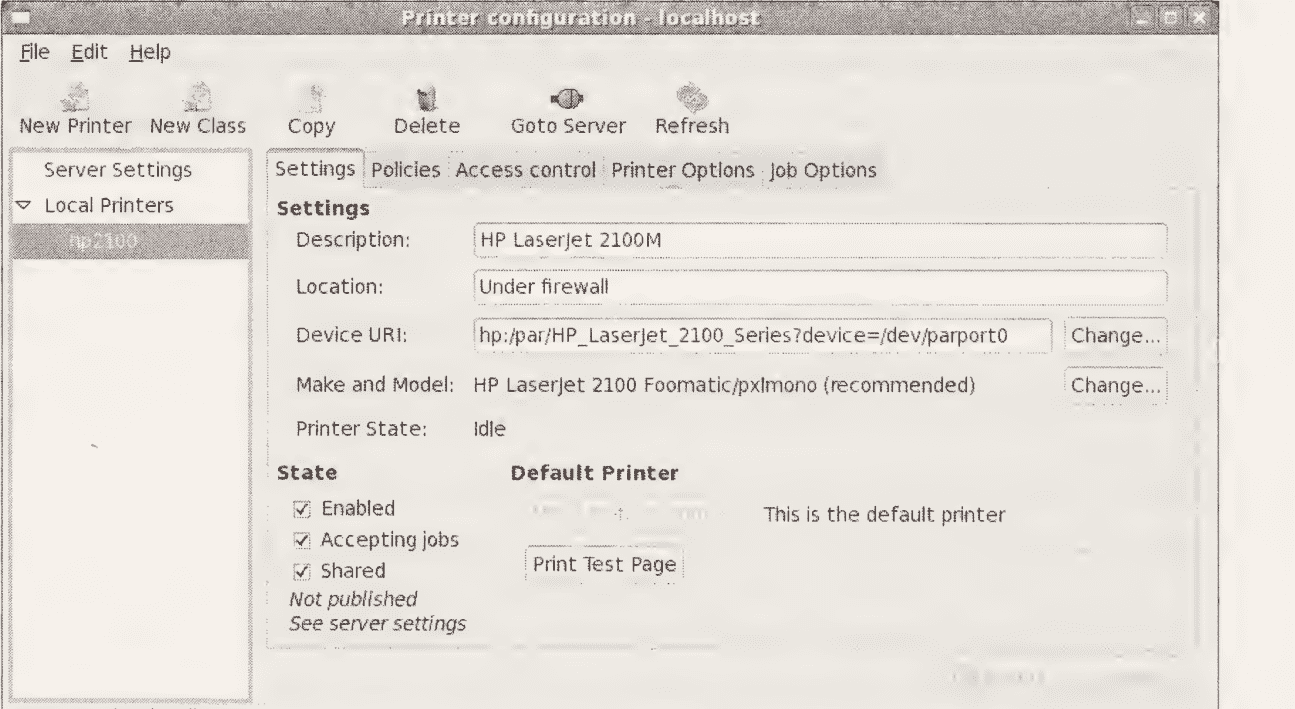 Printer configuration - localhost
File Edit Help
New Printer New Class Copy Delete Goto Server Refresh
Server Settings
Local Printers
hp2100
Settings Policies Access control Printer Options Job Options
Settings
Description: HP LaserJet 2100M
Location: Under firewall
Device URI: hp:/par/HP_LaserJet_2100_Series?device=/dev/parport0 Change...
Make and Model: HP LaserJet 2100 Foomatic/pxlmono (recommended) Change...
Printer State: Idle
State Default Printer
Enabled
This is the default printer
Accepting jobs
Print Test Page
Shared
Not published
See server settings